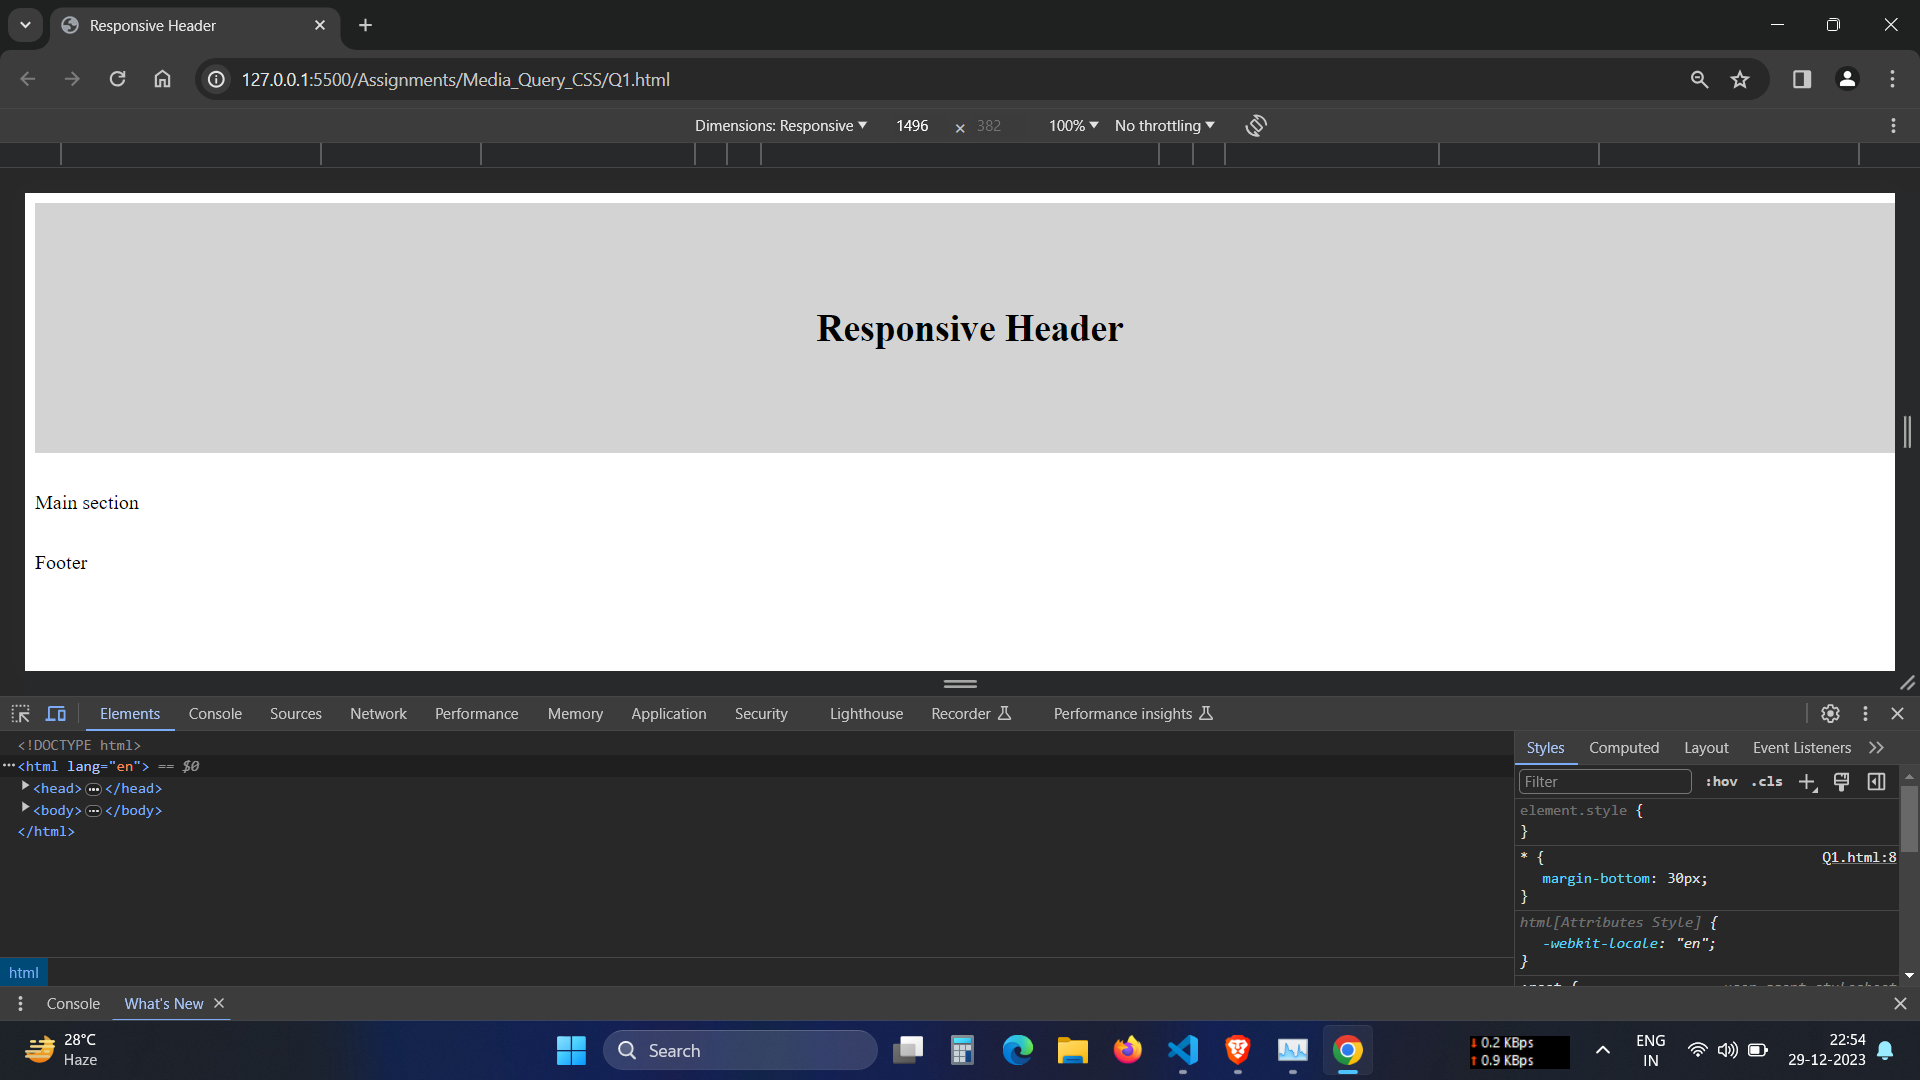 Responsive Header
127.0.0.1:5500/Assignments/Media_Query_CSS/Q1.html
Dimensions: Responsive 1496 × 382 100% No throttling
Responsive Header
Main section
Footer
Elements Console Sources Network Performance Memory Application Security Lighthouse Recorder Performance insights
<!DOCTYPE html>
<html lang="en"> == $0
<head> </head>
<body> </body>
</html>
html
Styles Computed Layout Event Listeners
Filter :hov .cls
element.style {
}
* { Q1.html:8
margin-bottom: 30px;
}
html[Attributes Style] {
-webkit-locale: "en";
}
Console What's New
28°C
Haze
Search
0.2 KBps
0.9 KBps
ENG
IN
22:54
29-12-2023